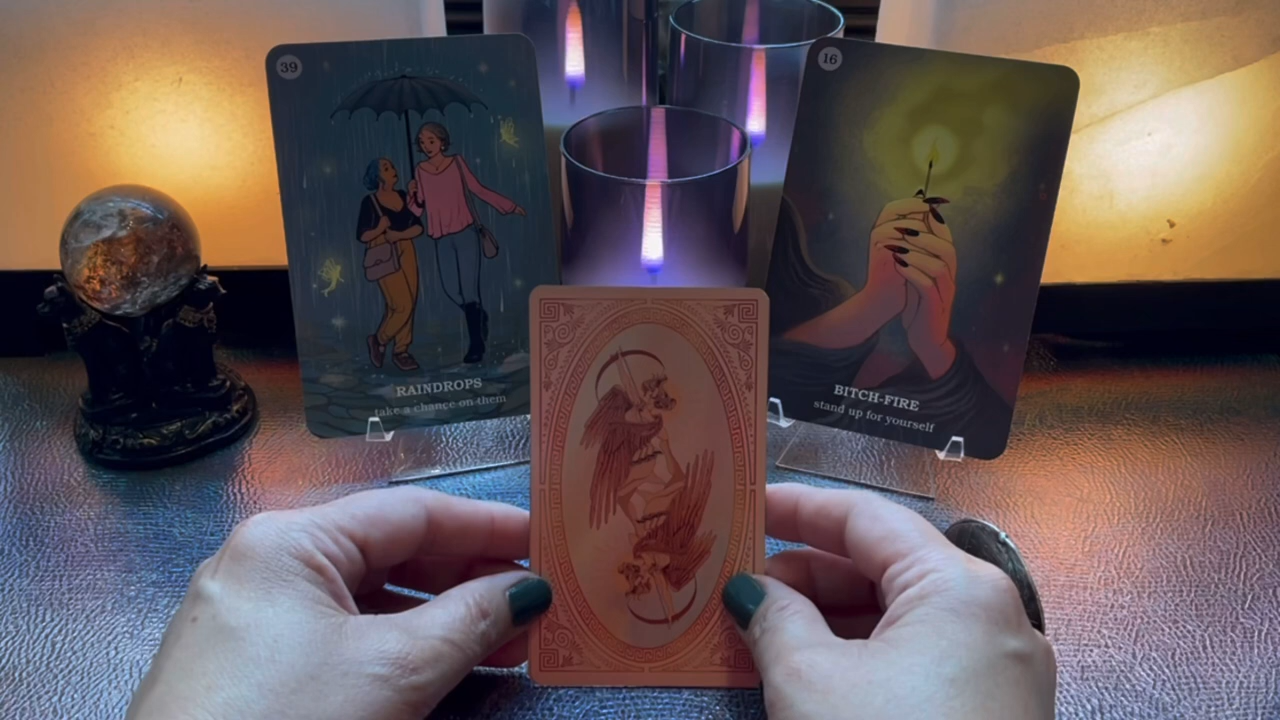 39
RAINDROPS
take a chance on them
16
BITCH-FIRE
stand up for yourself